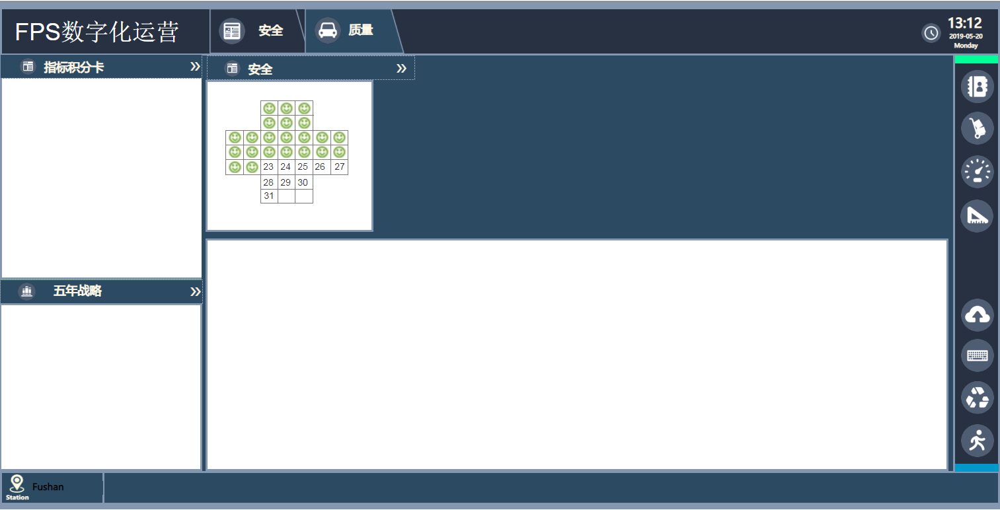 FPS数字化运营
安全
质量
13:12
2019-05-20
Monday
指标积分卡
安全
23 24 25 26 27
28 29 30
31
五年战略
Station
Fushan